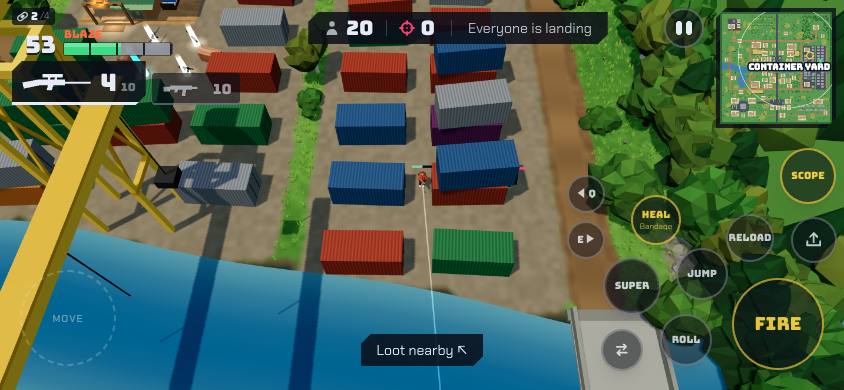 2/4
20
0
Everyone is landing
53
BLAZE
4
10
10
CONTAINER YARD
SCOPE
Q
HEAL
Bandage
RELOAD
E
JUMP
SUPER
FIRE
MOVE
ROLL
Loot nearby